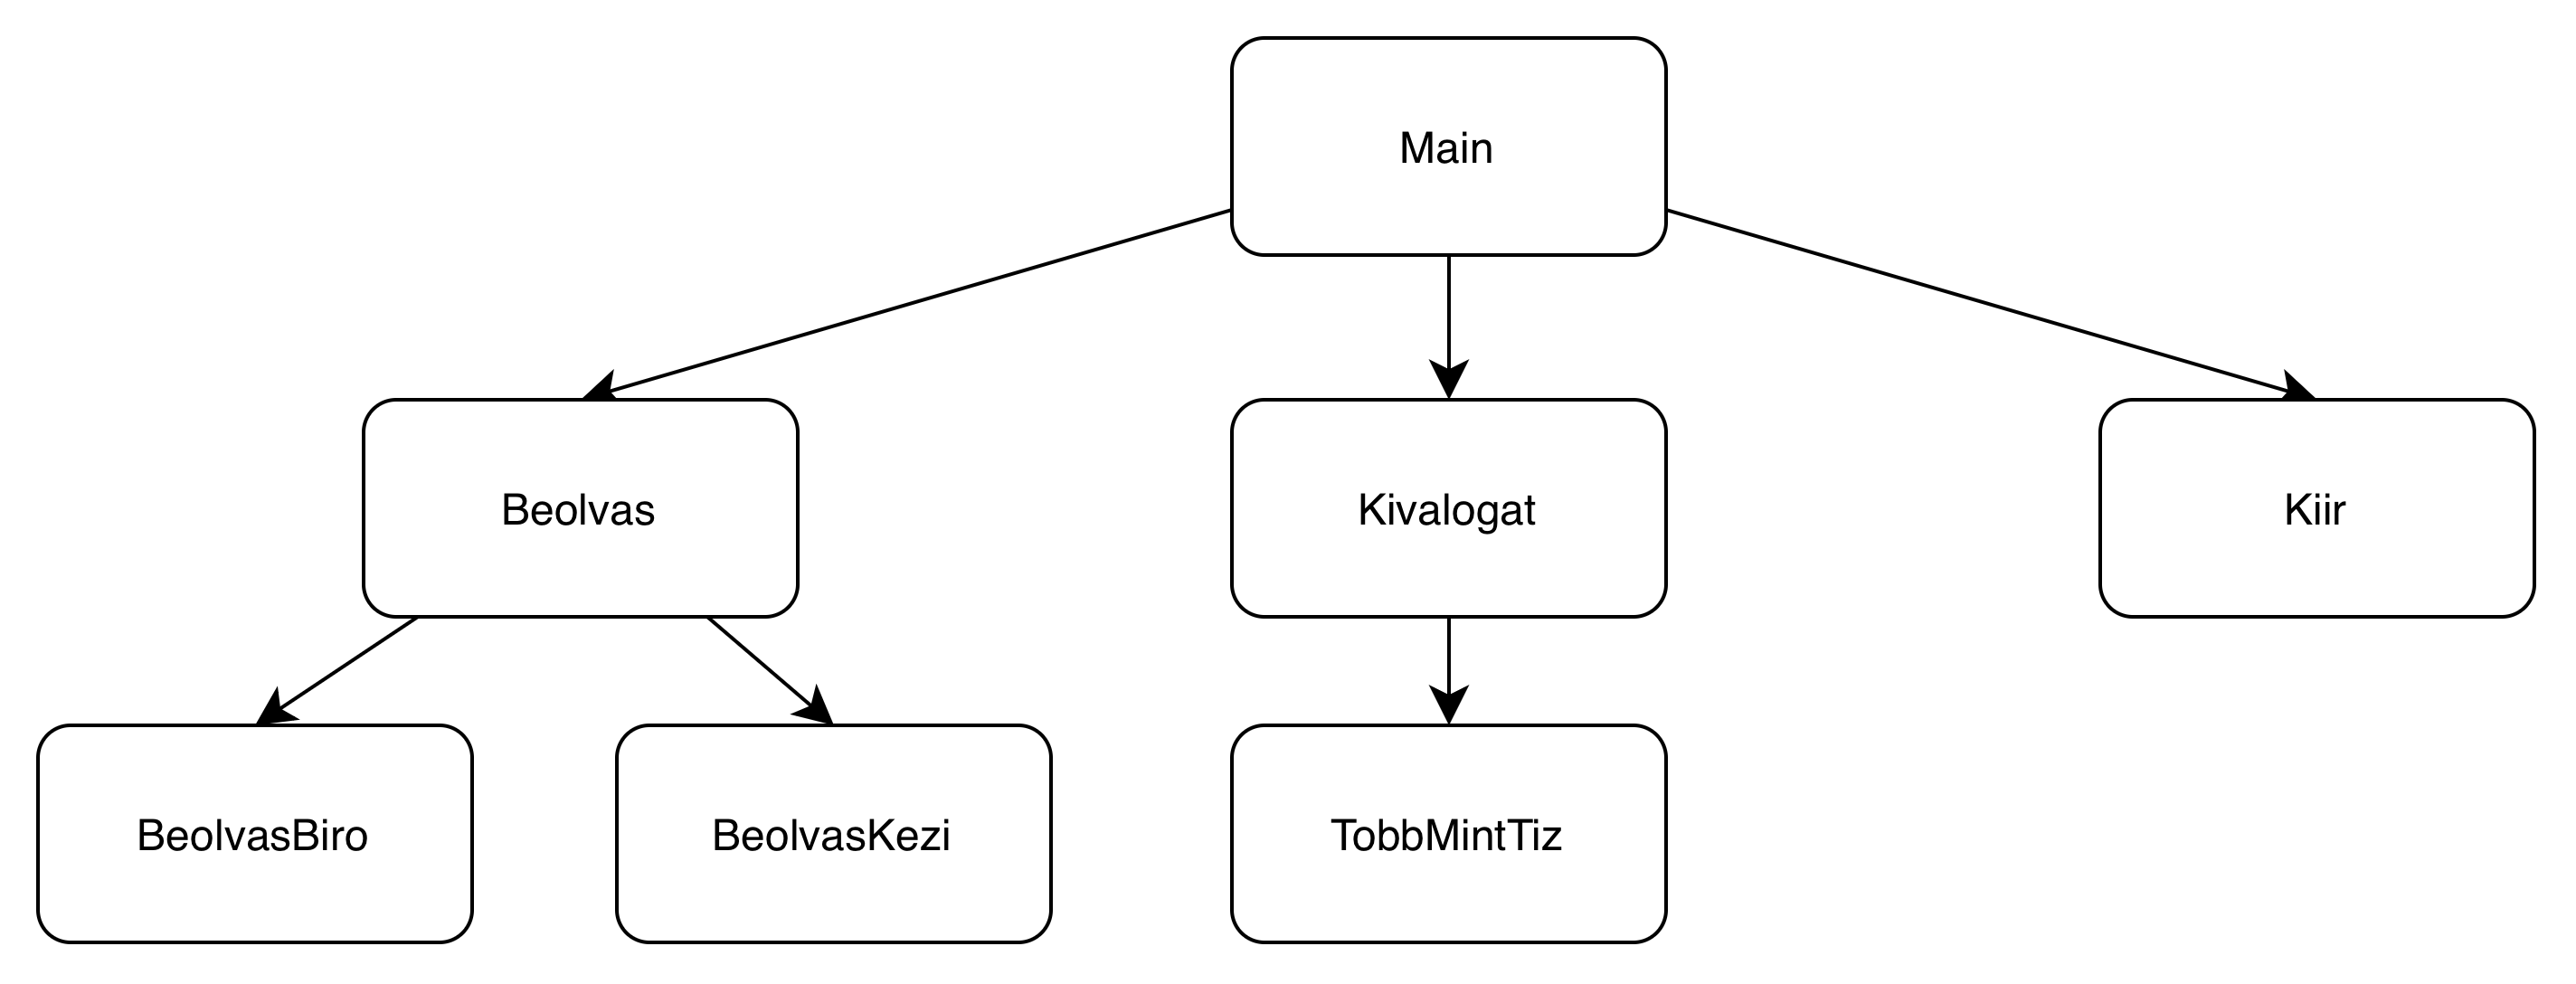 Main
Beolvas
Kivalogat
Kiir
BeolvasBiro
BeolvasKezi
TobbMintTiz